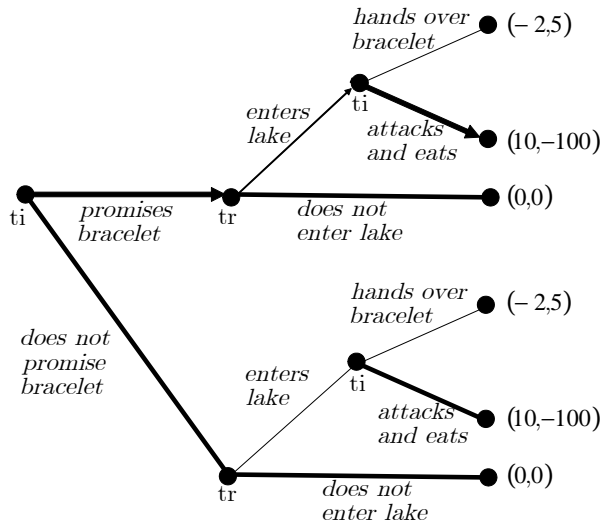 hands over
bracelet
(– 2,5)
ti
enters
lake
attacks
and eats
(10,–100)
ti
promises
bracelet
tr
does not
enter lake
(0,0)
hands over
bracelet
(– 2,5)
does not
promise
bracelet
enters
lake
ti
attacks
and eats
(10,–100)
tr
does not
enter lake
(0,0)